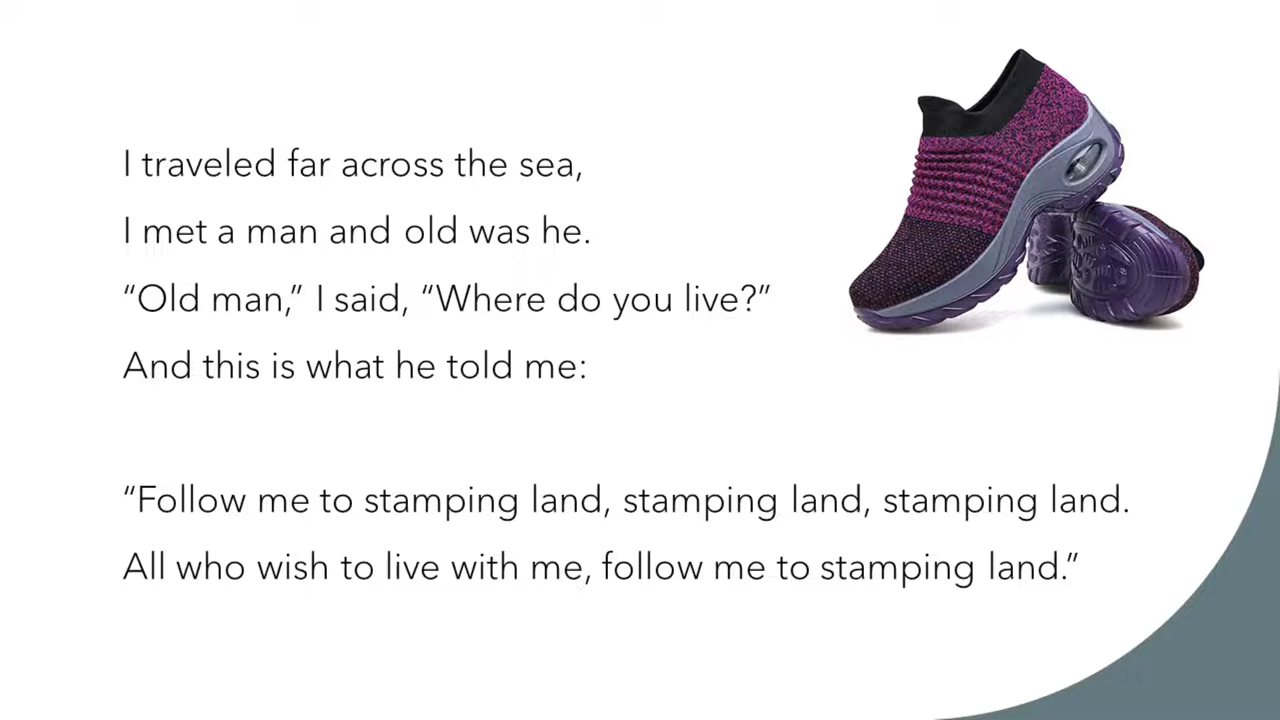 I traveled far across the sea,
I met a man and old was he.
“Old man,” I said, “Where do you live?”
And this is what he told me:
“Follow me to stamping land, stamping land, stamping land.
All who wish to live with me, follow me to stamping land.”